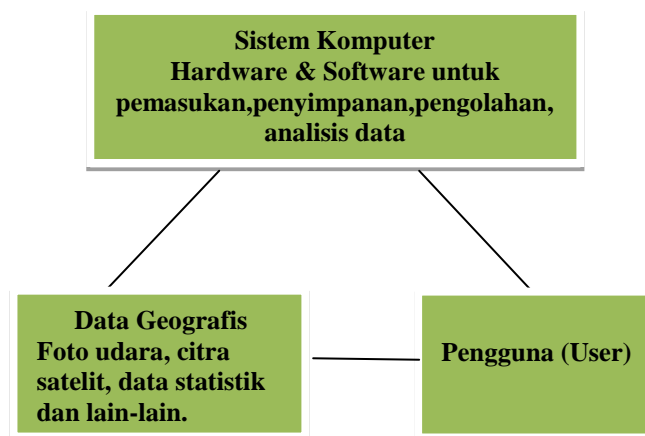 Sistem Komputer
Hardware & Software untuk
pemasukan,penyimpanan,pengolahan,
analisis data
Data Geografis
Foto udara, citra
satelit, data statistik
dan lain-lain.
Pengguna (User)